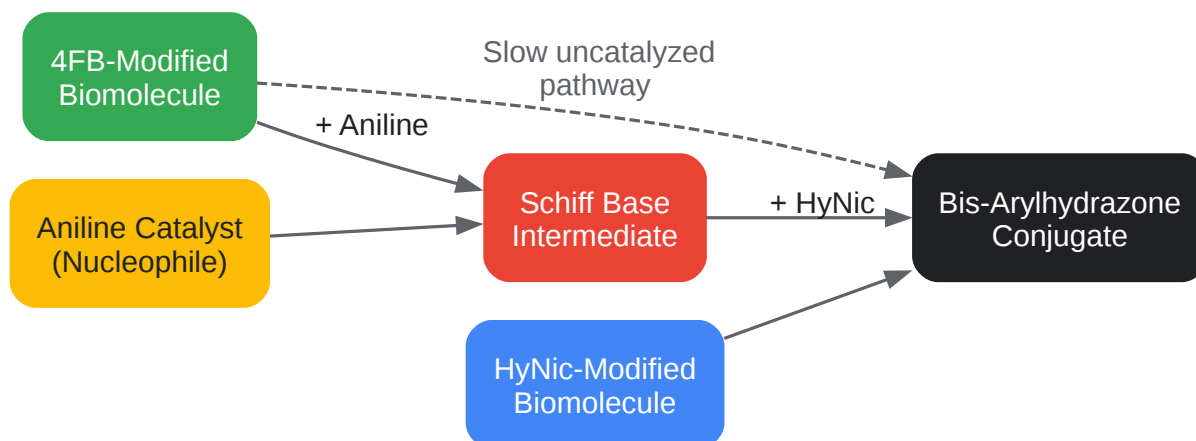 4FB-Modified
Biomolecule
Slow uncatalyzed
pathway
+ Aniline
Aniline Catalyst
(Nucleophile)
Schiff Base
Intermediate
+ HyNic
Bis-Arylhydrazone
Conjugate
HyNic-Modified
Biomolecule